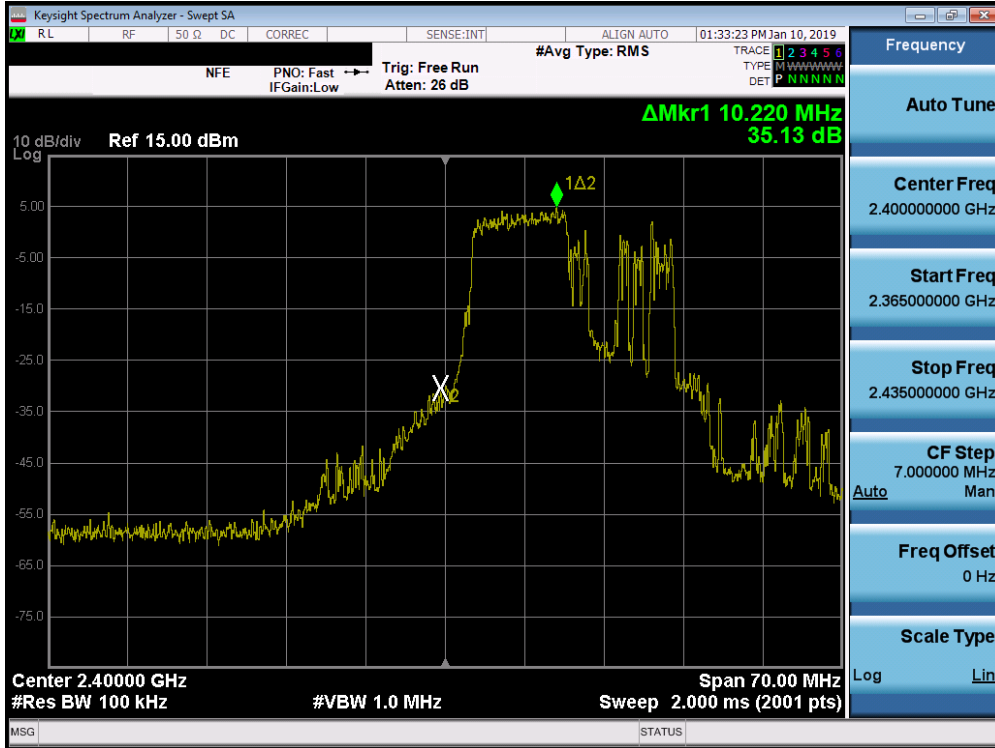 Keysight Spectrum Analyzer - Swept SA
LXI RL RF 50 Ω DC CORREC SENSE:INT ALIGN AUTO 01:33:23 PM Jan 10, 2019
#Avg Type: RMS TRACE 1 2 3 4 5 6
NFE PNO: Fast Trig: Free Run TYPE M WWWWW
IFGain:Low Atten: 26 dB DET P N N N N N
ΔMkr1 10.220 MHz
35.13 dB
10 dB/div Ref 15.00 dBm
Log
1Δ2
5.00
-5.00
-15.0
-25.0
-35.0
-45.0
-55.0
-65.0
-75.0
Center 2.40000 GHz Span 70.00 MHz
#Res BW 100 kHz #VBW 1.0 MHz Sweep 2.000 ms (2001 pts)
MSG STATUS
Frequency
Auto Tune
Center Freq
2.400000000 GHz
Start Freq
2.365000000 GHz
Stop Freq
2.435000000 GHz
CF Step
7.000000 MHz
Auto Man
Freq Offset
0 Hz
Scale Type
Log Lin